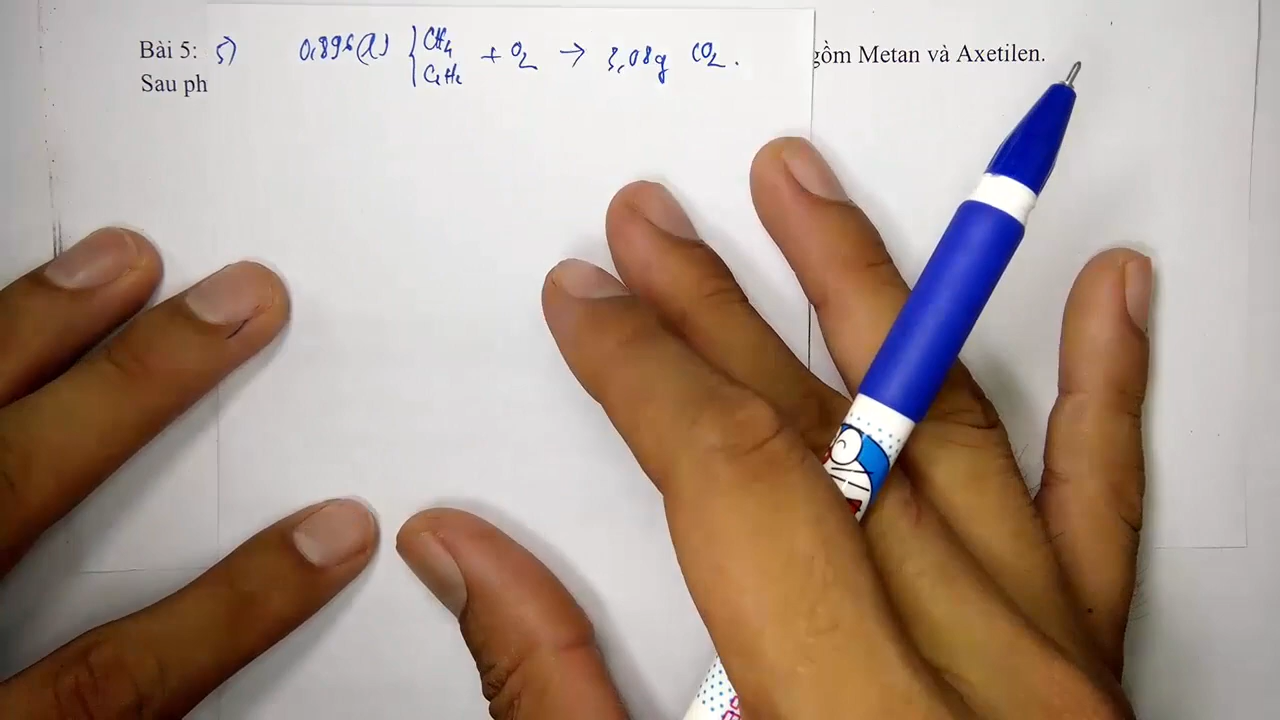 Bài 5: 5) 0,896(l) { CH4 + O2 → 3,08g CO2. gồm Metan và Axetilen.
C2H2
Sau ph